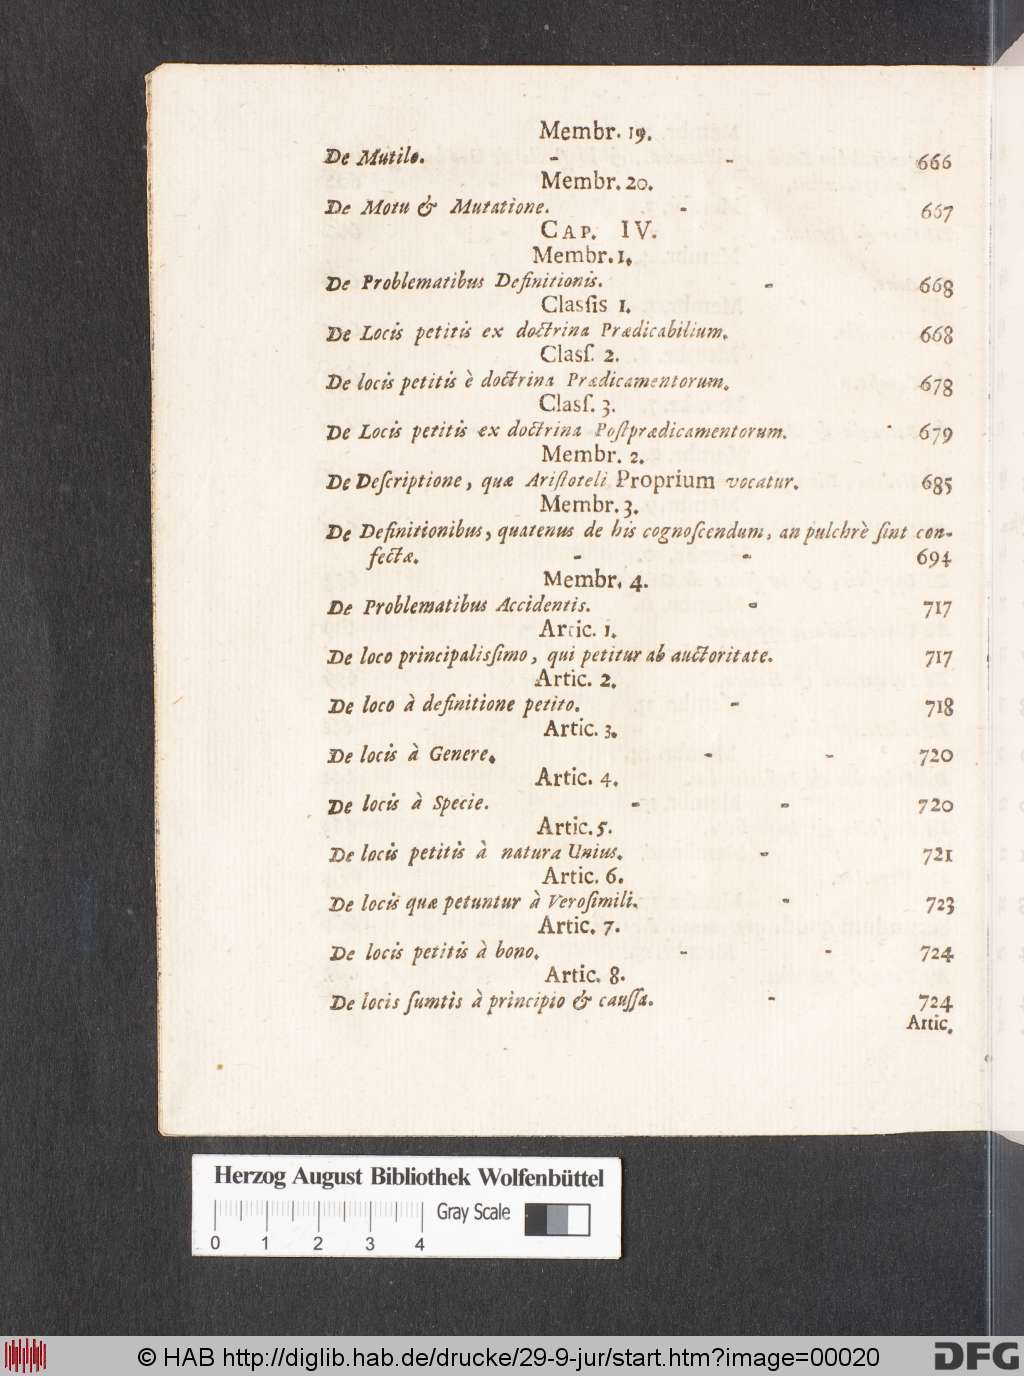 Membr. 19.
De Mutilo. - - 666
Membr. 20.
De Motu & Mutatione. - 667
CAP. IV.
Membr. 1.
De Problematibus Definitionis. - 668
Claſſis 1.
De Locis petitis ex doctrina Prædicabilium. 668
Claſſ. 2.
De locis petitis è doctrina Prædicamentorum. 678
Claſſ. 3.
De Locis petitis ex doctrina Poſtprædicamentorum. 679
Membr. 2.
De Deſcriptione, quæ Ariſtoteli Proprium vocatur. 685
Membr. 3.
De Definitionibus, quatenus de his cognoſcendum, an pulchrè ſint con-
fectæ. - - 694
Membr. 4.
De Problematibus Accidentis. - 717
Artic. 1.
De loco principaliſſimo, qui petitur ab auctoritate. 717
Artic. 2.
De loco à definitione petito. - 718
Artic. 3.
De locis à Genere. - - 720
Artic. 4.
De locis à Specie. - - 720
Artic. 5.
De locis petitis à natura Unius. - 721
Artic. 6.
De locis quæ petuntur à Veroſimili. - 723
Artic. 7.
De locis petitis à bono. - - 724
Artic. 8.
De locis ſumtis à principio & cauſſa. - 724
Artic.
Herzog August Bibliothek Wolfenbüttel
Gray Scale
0 1 2 3 4
© HAB http://diglib.hab.de/drucke/29-9-jur/start.htm?image=00020
DFG